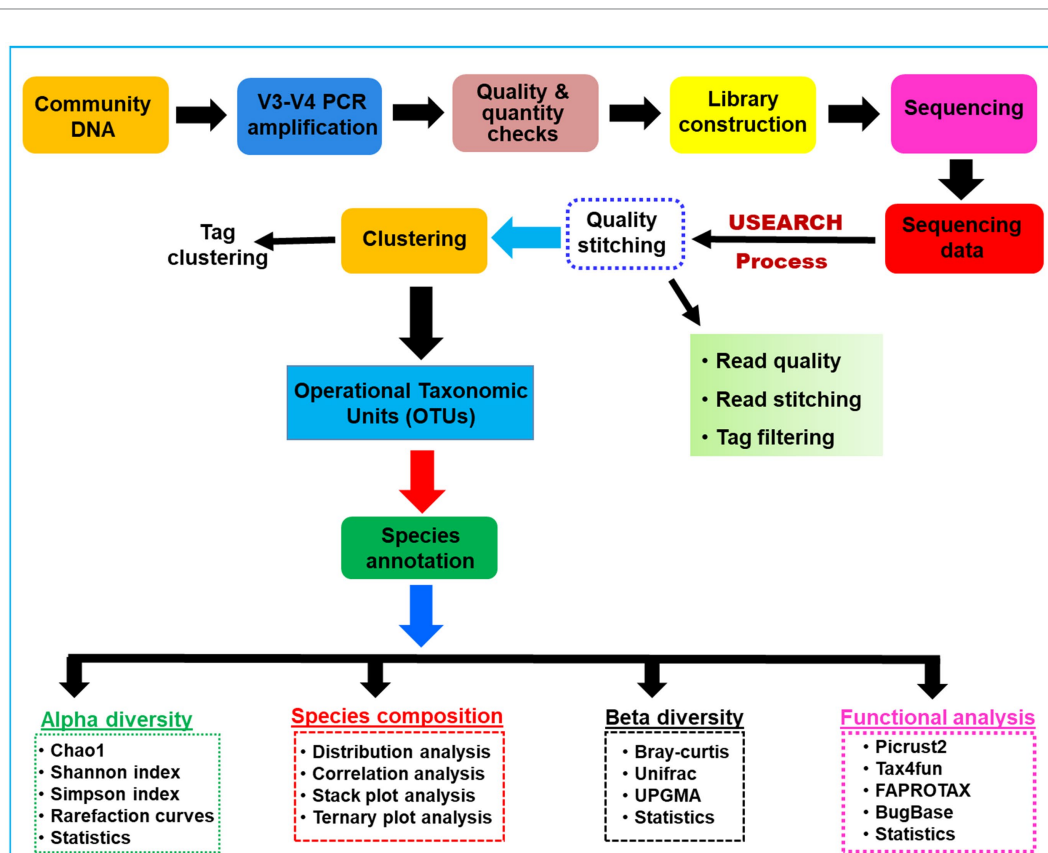 Community
DNA
V3-V4 PCR
amplification
Quality &
quantity
checks
Library
construction
Sequencing
Tag
clustering
Clustering
Quality
stitching
USEARCH
Process
Sequencing
data
• Read quality
• Read stitching
• Tag filtering
Operational Taxonomic
Units (OTUs)
Species
annotation
Alpha diversity
• Chao1
• Shannon index
• Simpson index
• Rarefaction curves
• Statistics
Species composition
• Distribution analysis
• Correlation analysis
• Stack plot analysis
• Ternary plot analysis
Beta diversity
• Bray-curtis
• Unifrac
• UPGMA
• Statistics
Functional analysis
• Picrust2
• Tax4fun
• FAPROTAX
• BugBase
• Statistics